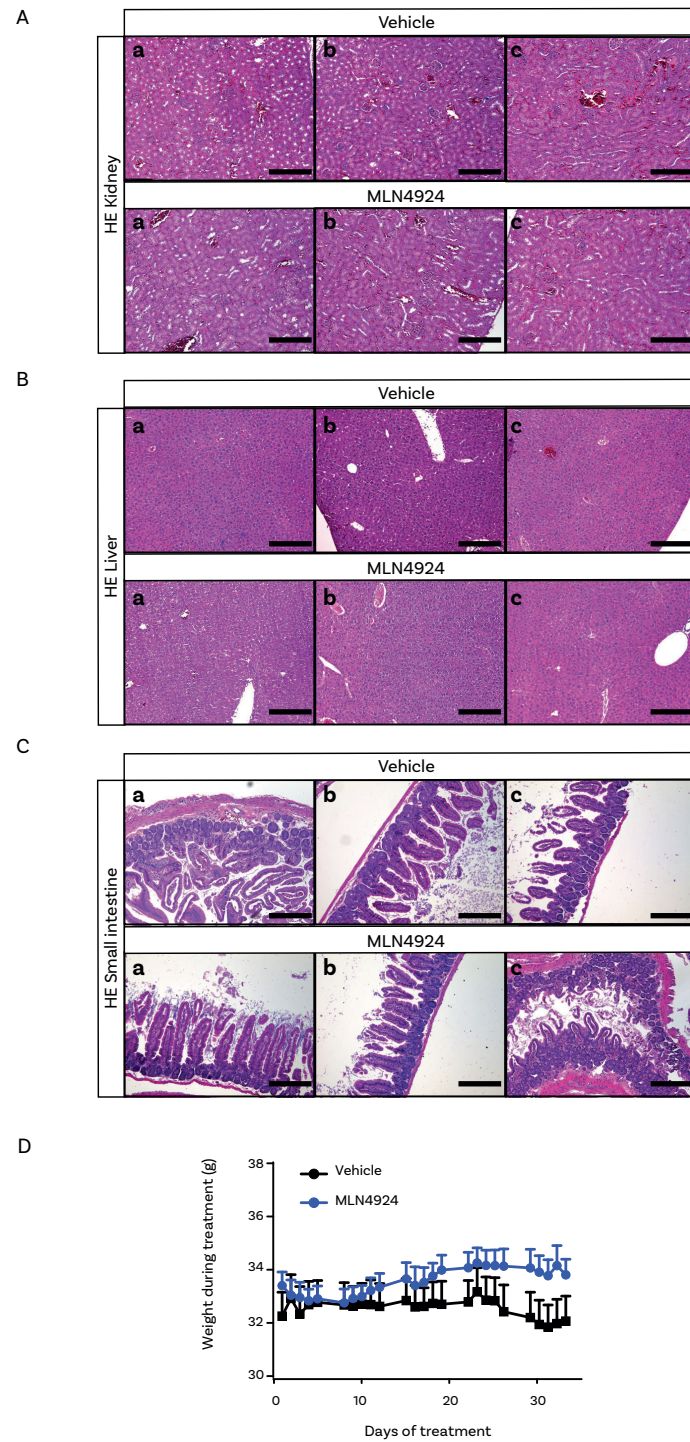 A
Vehicle
a
b
c
HE Kidney
MLN4924
a
b
c
B
Vehicle
a
b
c
HE Liver
MLN4924
a
b
c
C
Vehicle
a
b
c
HE Small intestine
MLN4924
a
b
c
D
Vehicle
MLN4924
Weight during treatment (g)
38
36
34
32
30
0
10
20
30
Days of treatment